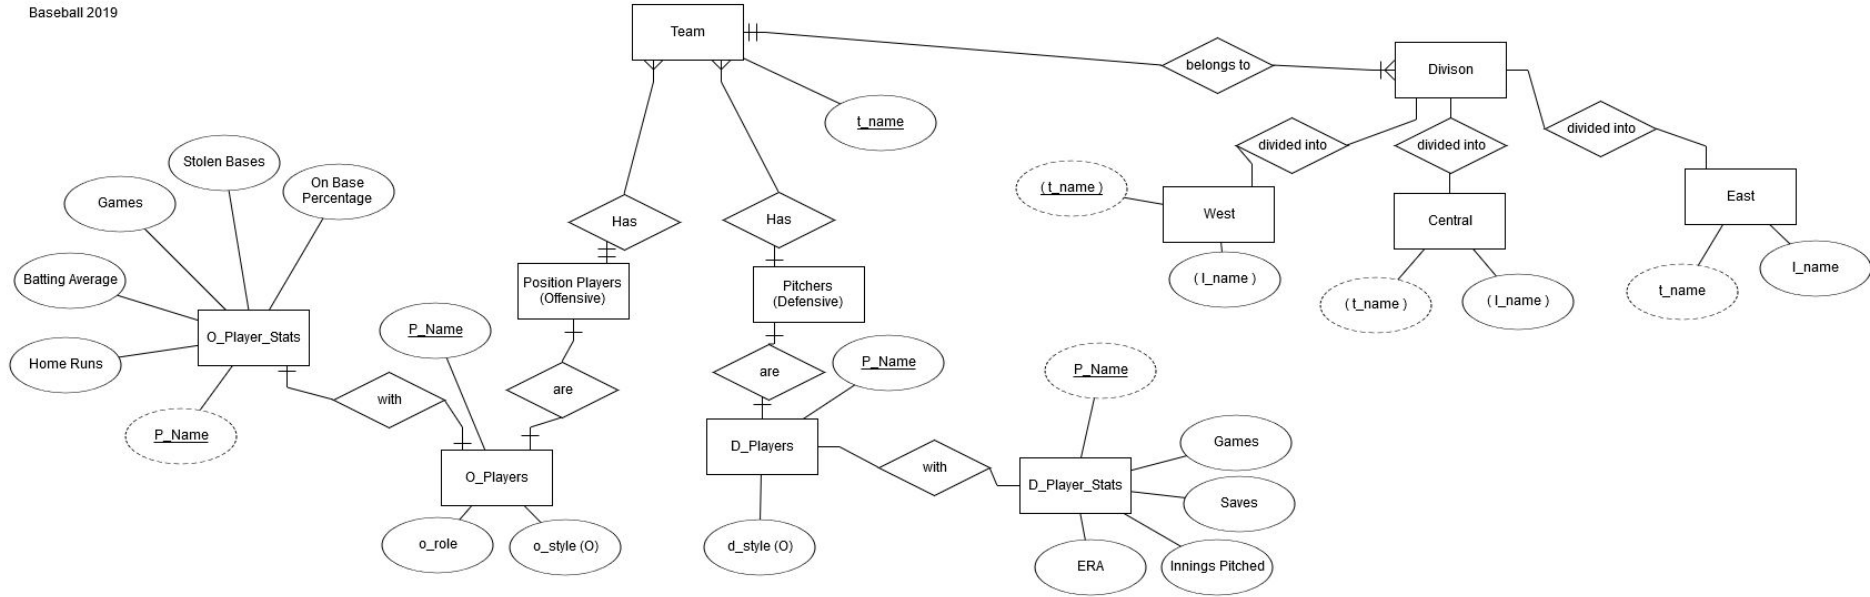 Baseball 2019
Team
belongs to
Divison
t_name
divided into
divided into
divided into
Stolen Bases
On Base
Percentage
Games
( t_name )
West
Central
East
Has
Has
( l_name )
( t_name )
( l_name )
t_name
l_name
Batting Average
Position Players
(Offensive)
Pitchers
(Defensive)
O_Player_Stats
P_Name
Home Runs
with
are
are
P_Name
P_Name
P_Name
D_Players
with
Games
O_Players
D_Player_Stats
Saves
o_role
o_style (O)
d_style (O)
ERA
Innings Pitched